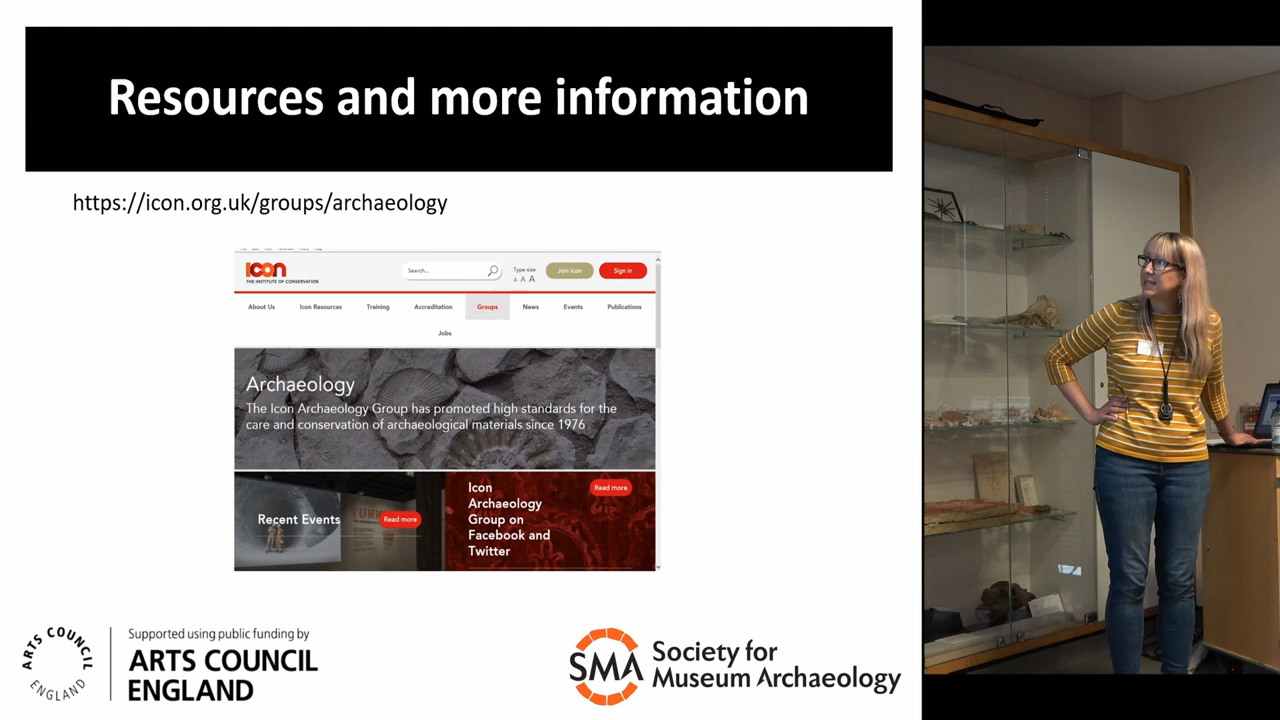 Resources and more information
https://icon.org.uk/groups/archaeology
icon
THE INSTITUTE OF CONSERVATION
Search...
Type size
A A A
Join Icon
Sign in
About Us
Icon Resources
Training
Accreditation
Groups
News
Events
Publications
Jobs
Archaeology
The Icon Archaeology Group has promoted high standards for the
care and conservation of archaeological materials since 1976
Recent Events
Read more
Icon
Archaeology
Group on
Facebook and
Twitter
Read more
ARTS COUNCIL
ENGLAND
Supported using public funding by
ARTS COUNCIL
ENGLAND
SMA
Society for
Museum Archaeology